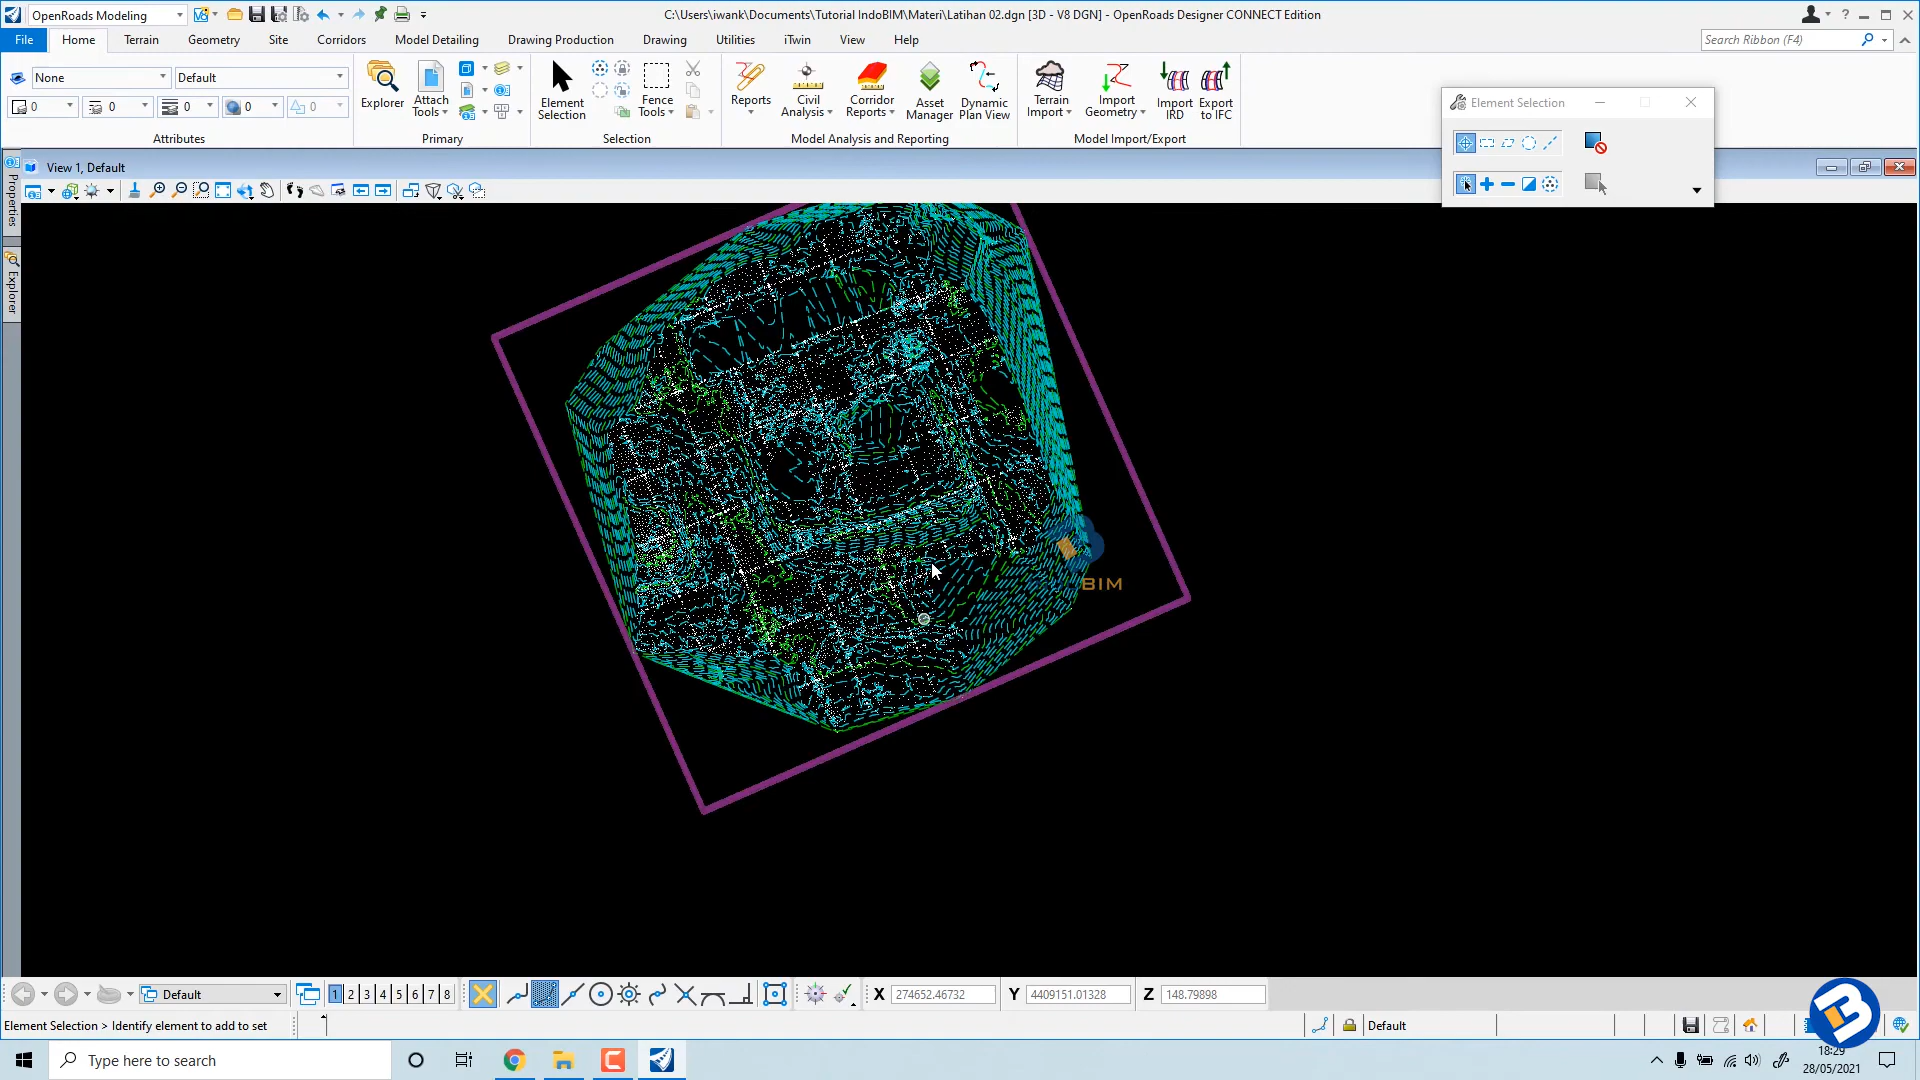 OpenRoads Modeling
C:\Users\iwank\Documents\Tutorial IndoBIM\Materi\Latihan 02.dgn [3D - V8 DGN] - OpenRoads Designer CONNECT Edition
File Home Terrain Geometry Site Corridors Model Detailing Drawing Production Drawing Utilities iTwin View Help
Search Ribbon (F4)
None Default
0 0 0 0 0
Attributes
Explorer
Attach Tools
Primary
Element Selection
Fence Tools
Selection
Reports
Civil Analysis
Corridor Reports
Asset Manager
Dynamic Plan View
Model Analysis and Reporting
Terrain Import
Import Geometry
Import IRD
Export to IFC
Model Import/Export
Element Selection
View 1, Default
Properties
Explorer
BIM
Default
1 2 3 4 5 6 7 8
X 274652.46732
Y 4409151.01328
Z 148.79898
Element Selection > Identify element to add to set
Default
Type here to search
18:29
28/05/2021